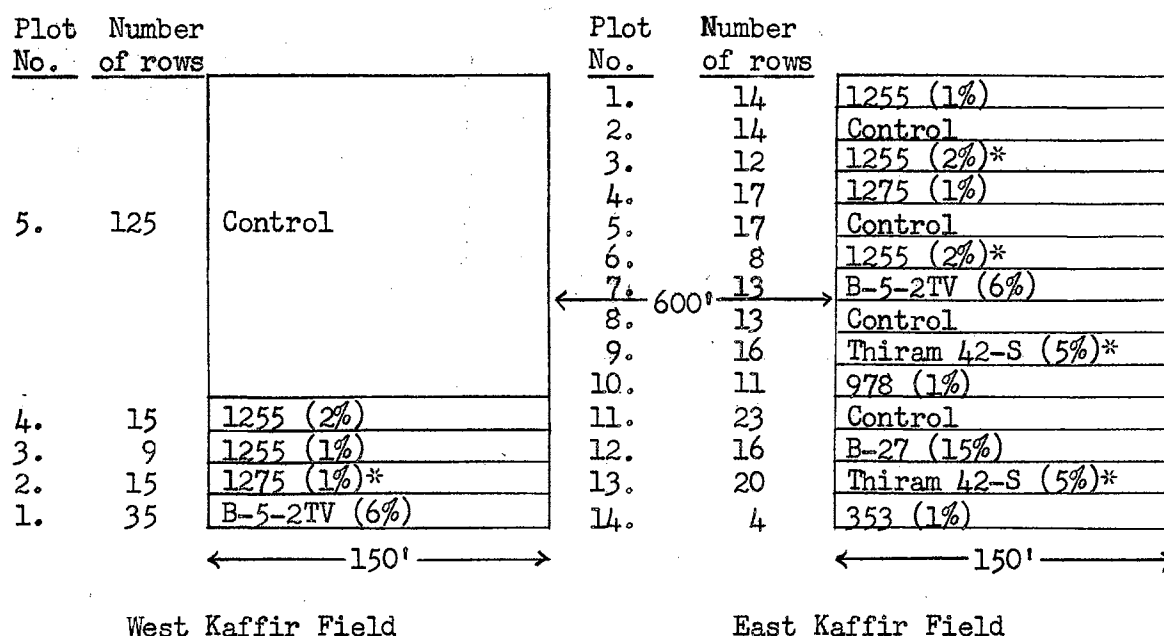 Plot Number
No. of rows
5. 125 Control
4. 15 1255 (2%)
3. 9 1255 (1%)
2. 15 1275 (1%)*
1. 35 B-5-2TV (6%)
150'
West Kaffir Field
600'
Plot Number
No. of rows
1. 14 1255 (1%)
2. 14 Control
3. 12 1255 (2%)*
4. 17 1275 (1%)
5. 17 Control
6. 8 1255 (2%)*
7. 13 B-5-2TV (6%)
8. 13 Control
9. 16 Thiram 42-S (5%)*
10. 11 978 (1%)
11. 23 Control
12. 16 B-27 (15%)
13. 20 Thiram 42-S (5%)*
14. 4 353 (1%)
150'
East Kaffir Field